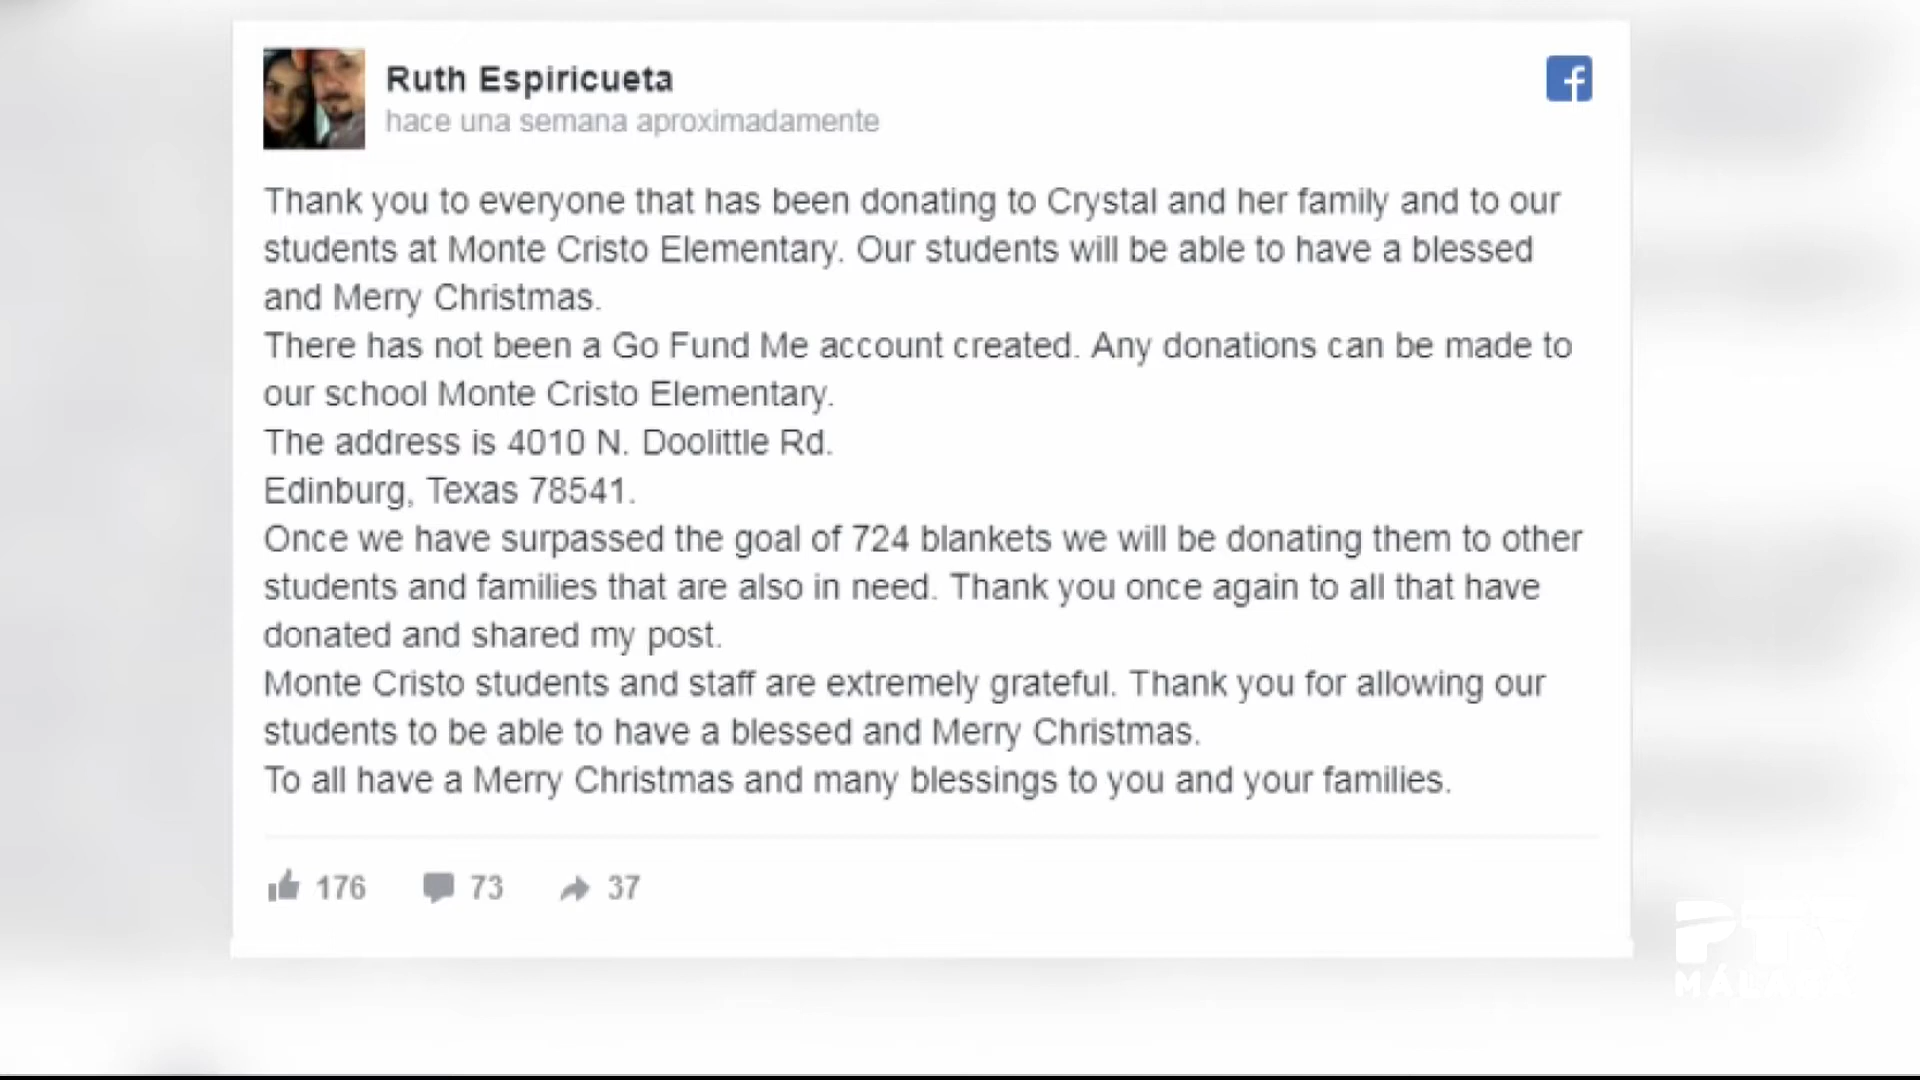 Ruth Espiricueta
hace una semana aproximadamente
Thank you to everyone that has been donating to Crystal and her family and to our
students at Monte Cristo Elementary. Our students will be able to have a blessed
and Merry Christmas.
There has not been a Go Fund Me account created. Any donations can be made to
our school Monte Cristo Elementary.
The address is 4010 N. Doolittle Rd.
Edinburg, Texas 78541.
Once we have surpassed the goal of 724 blankets we will be donating them to other
students and families that are also in need. Thank you once again to all that have
donated and shared my post.
Monte Cristo students and staff are extremely grateful. Thank you for allowing our
students to be able to have a blessed and Merry Christmas.
To all have a Merry Christmas and many blessings to you and your families.
176 73 37
PTV
MÁLAGA